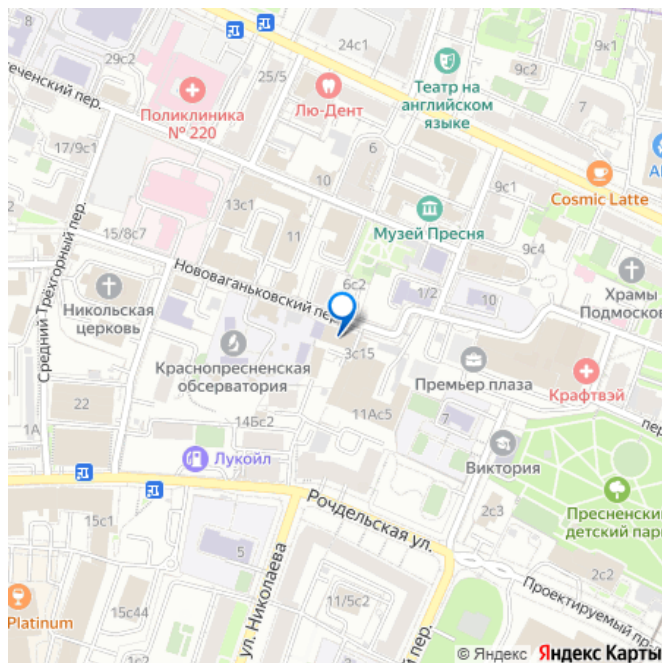 8
29с2
24с1
9с2
9к1
7
Театр на
английском
языке
еченский пер.
Поликлиника
№ 220
25/5
Лю-Дент
6
17/9с1
10
9с1
Cosmic Latte
13с1
11
Музей Пресня
15/8с7
9с4
Средний Трёхгорный пер.
Нововаганьковский пер.
6с2
1/2
10
Храмы
Подмосков
Никольская
церковь
Краснопресненская
обсерватория
3с15
Премьер плаза
Крафтвэй
22
1А
14Бс2
11Ас5
7
пер
Виктория
Лукойл
Рочдельская ул.
Пресненский
детский парк
15с1
2с3
5
ул. Николаева
2с2
Проектируемый пр
15с44
11/5с2
Platinum
пер.
© Яндекс Яндекс Карты